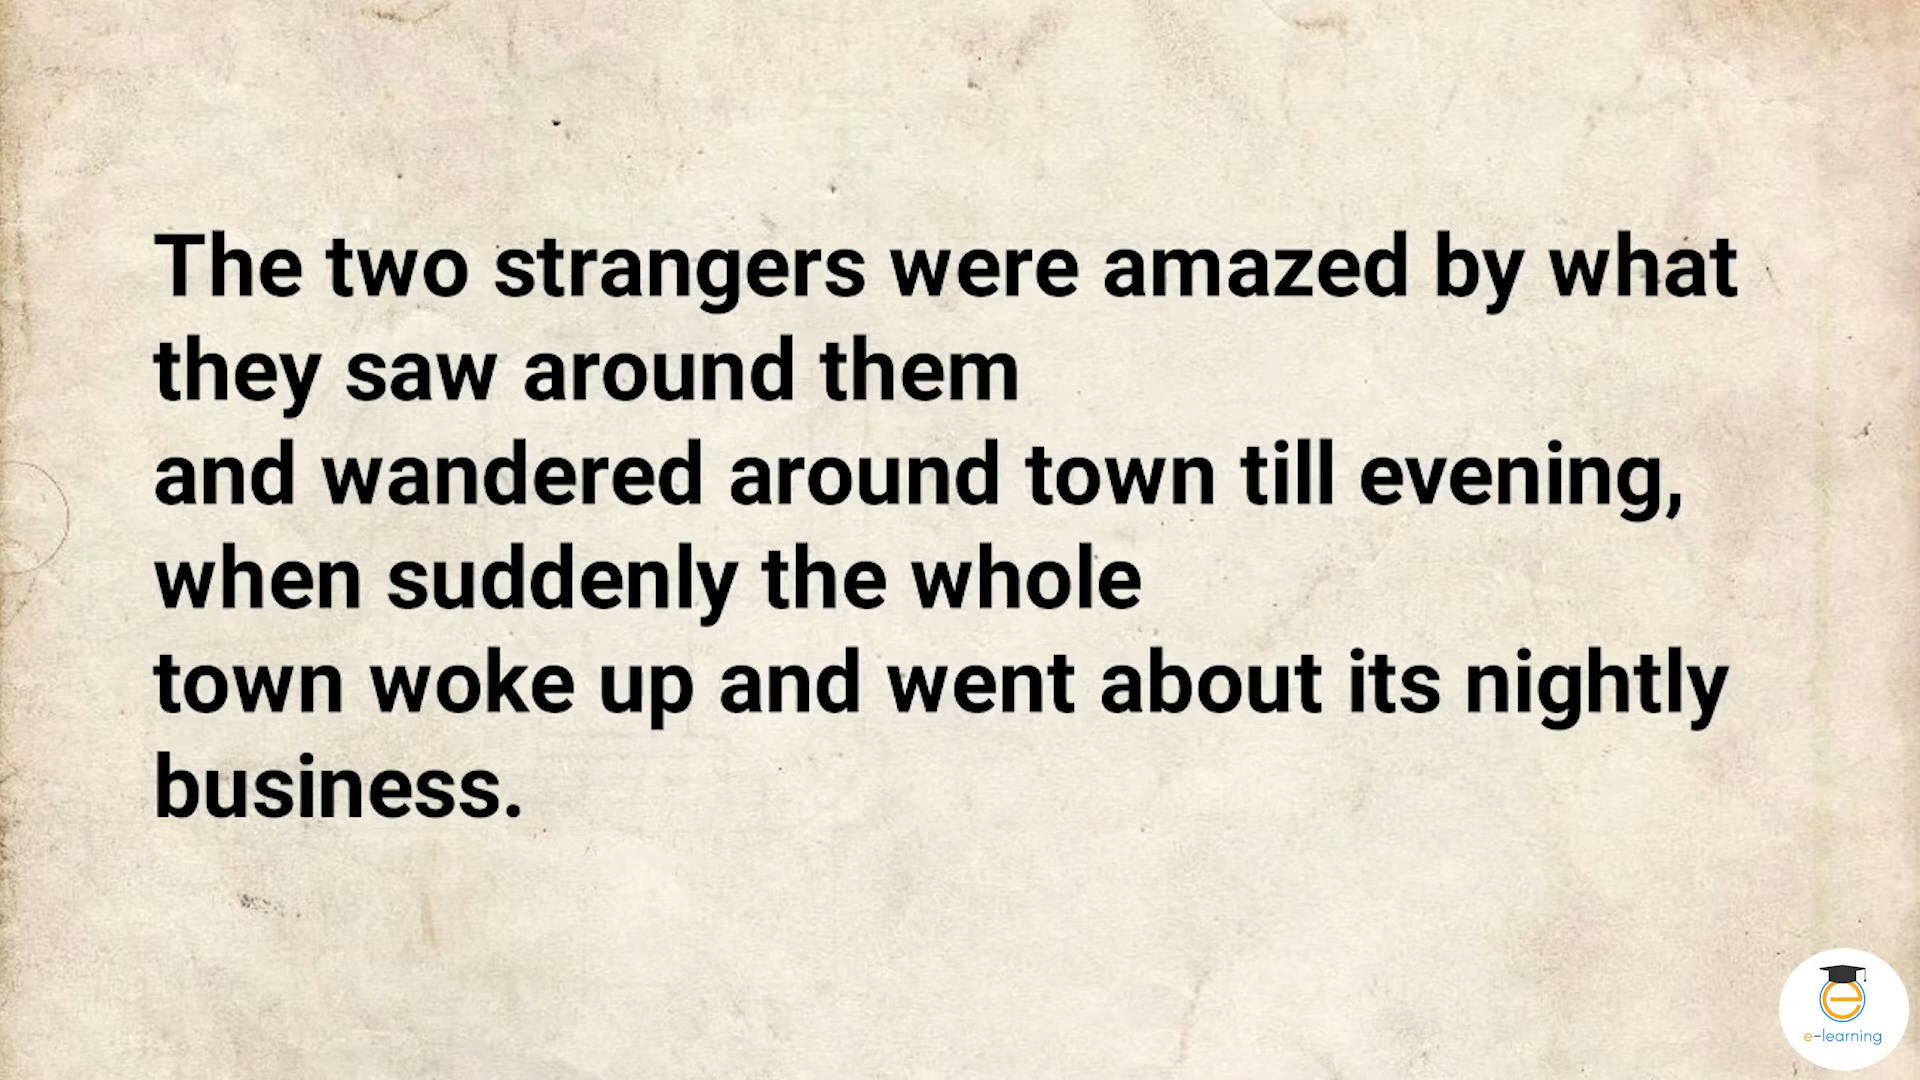 The two strangers were amazed by what
they saw around them
and wandered around town till evening,
when suddenly the whole
town woke up and went about its nightly
business.
e
e-learning